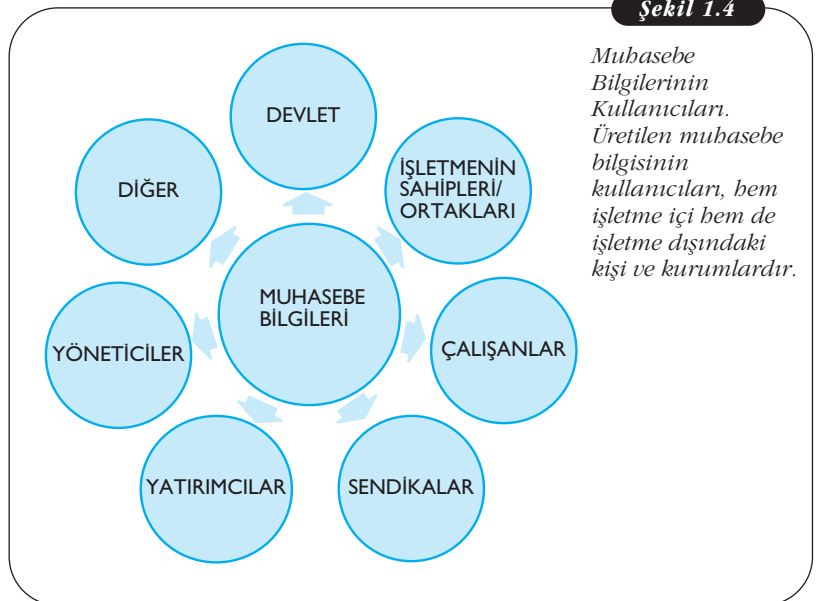 Şekil 1.4
Muhasebe
Bilgilerinin
Kullanıcıları.
Üretilen muhasebe
bilgisinin
kullanıcıları, hem
işletme içi hem de
işletme dışındaki
kişi ve kurumlardır.
DEVLET
İŞLETMENİN
SAHİPLERİ/
ORTAKLARI
DİĞER
MUHASEBE
BİLGİLERİ
YÖNETİCİLER
ÇALIŞANLAR
YATIRIMCILAR
SENDİKALAR